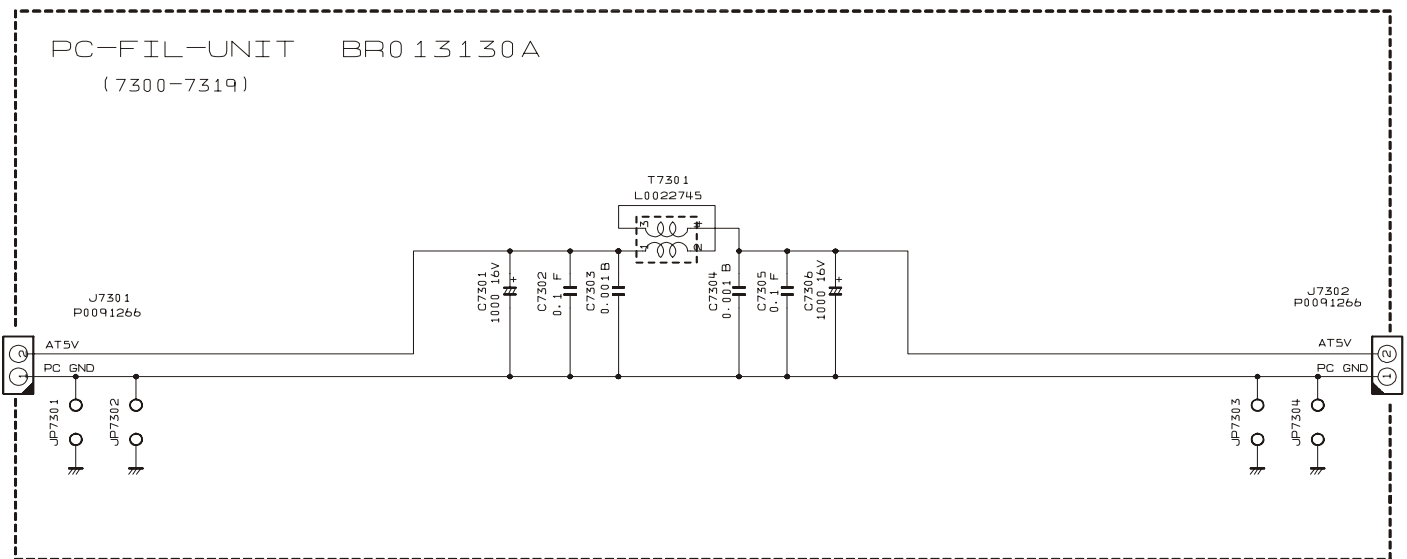 PC-FIL-UNIT BR013130A
(7300-7319)
T7301
L0022745
3 4
1 2
C7301
1000 16V
+
C7302
0.1 F
C7303
0.001 B
C7304
0.001 B
C7305
0.1 F
C7306
1000 16V
+
J7301
P0091266
2 AT5V
1 PC GND
JP7301
JP7302
J7302
P0091266
AT5V 2
PC GND 1
JP7303
JP7304